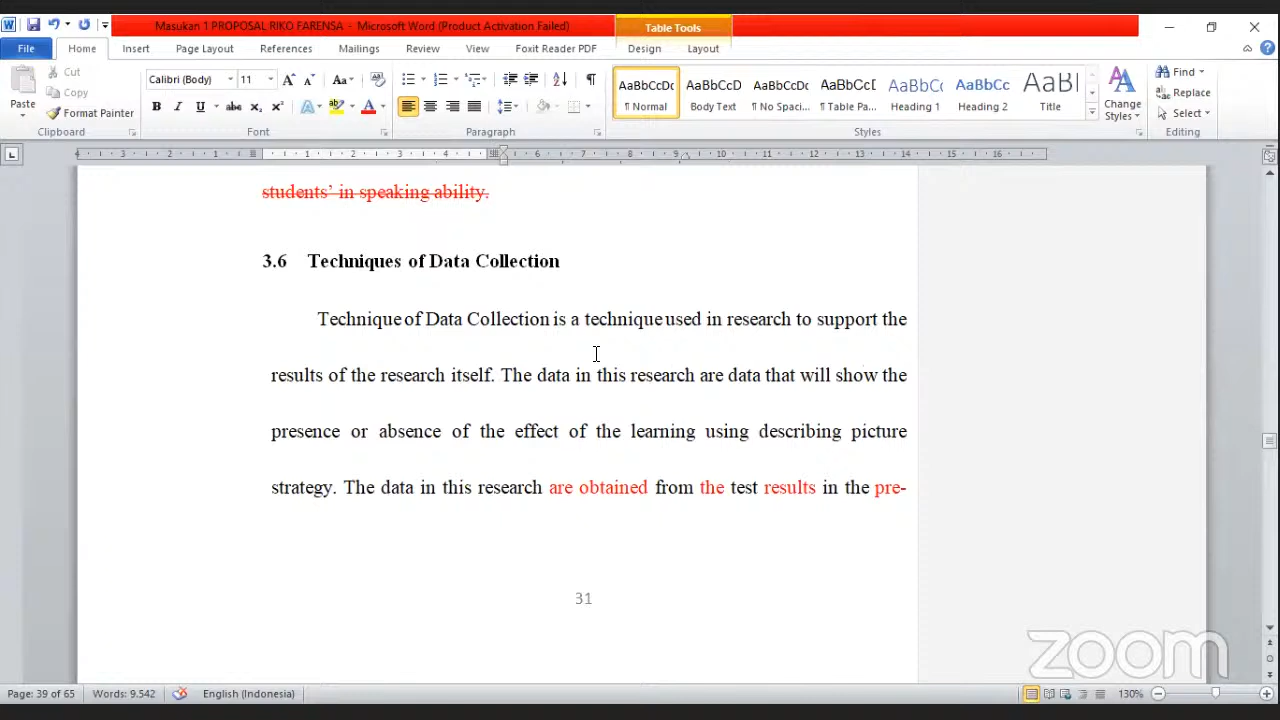 Masukan 1 PROPOSAL RIKO FARENSA - Microsoft Word (Product Activation Failed)
Table Tools
File Home Insert Page Layout References Mailings Review View Foxit Reader PDF Design Layout
Paste
Cut
Copy
Format Painter
Clipboard
Calibri (Body) 11
Font
Paragraph
AaBbCcDc AaBbCcD AaBbCcDc AaBbCcI AaBbC AaBbCc AaBI
¶ Normal Body Text ¶ No Spaci... ¶ Table Pa... Heading 1 Heading 2 Title
Change Styles
Styles
Find
Replace
Select
Editing
students’ in speaking ability.
3.6 Techniques of Data Collection
Technique of Data Collection is a technique used in research to support the
results of the research itself. The data in this research are data that will show the
presence or absence of the effect of the learning using describing picture
strategy. The data in this research are obtained from the test results in the pre-
31
zoom
Page: 39 of 65 Words: 9.542 English (Indonesia) 130%